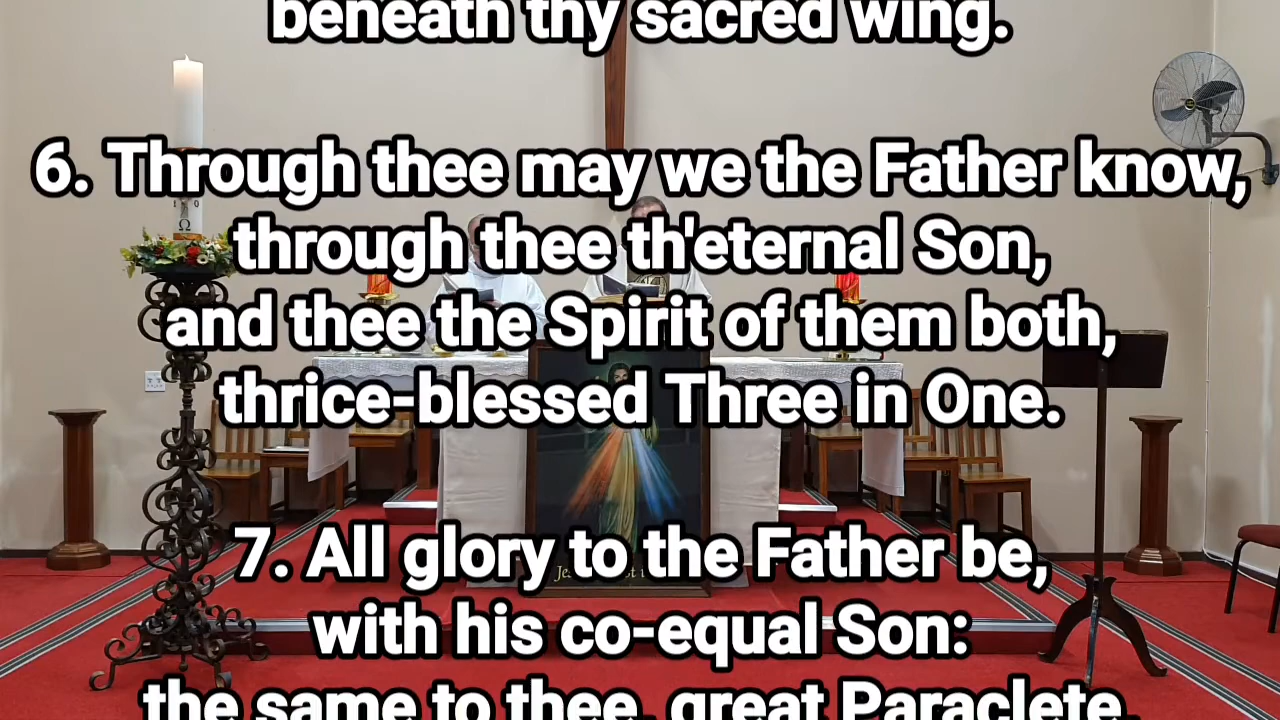 beneath thy sacred wing.
6. Through thee may we the Father know,
through thee th'eternal Son,
and thee the Spirit of them both,
thrice-blessed Three in One.
7. All glory to the Father be,
with his co-equal Son:
the same to thee, great Paraclete,